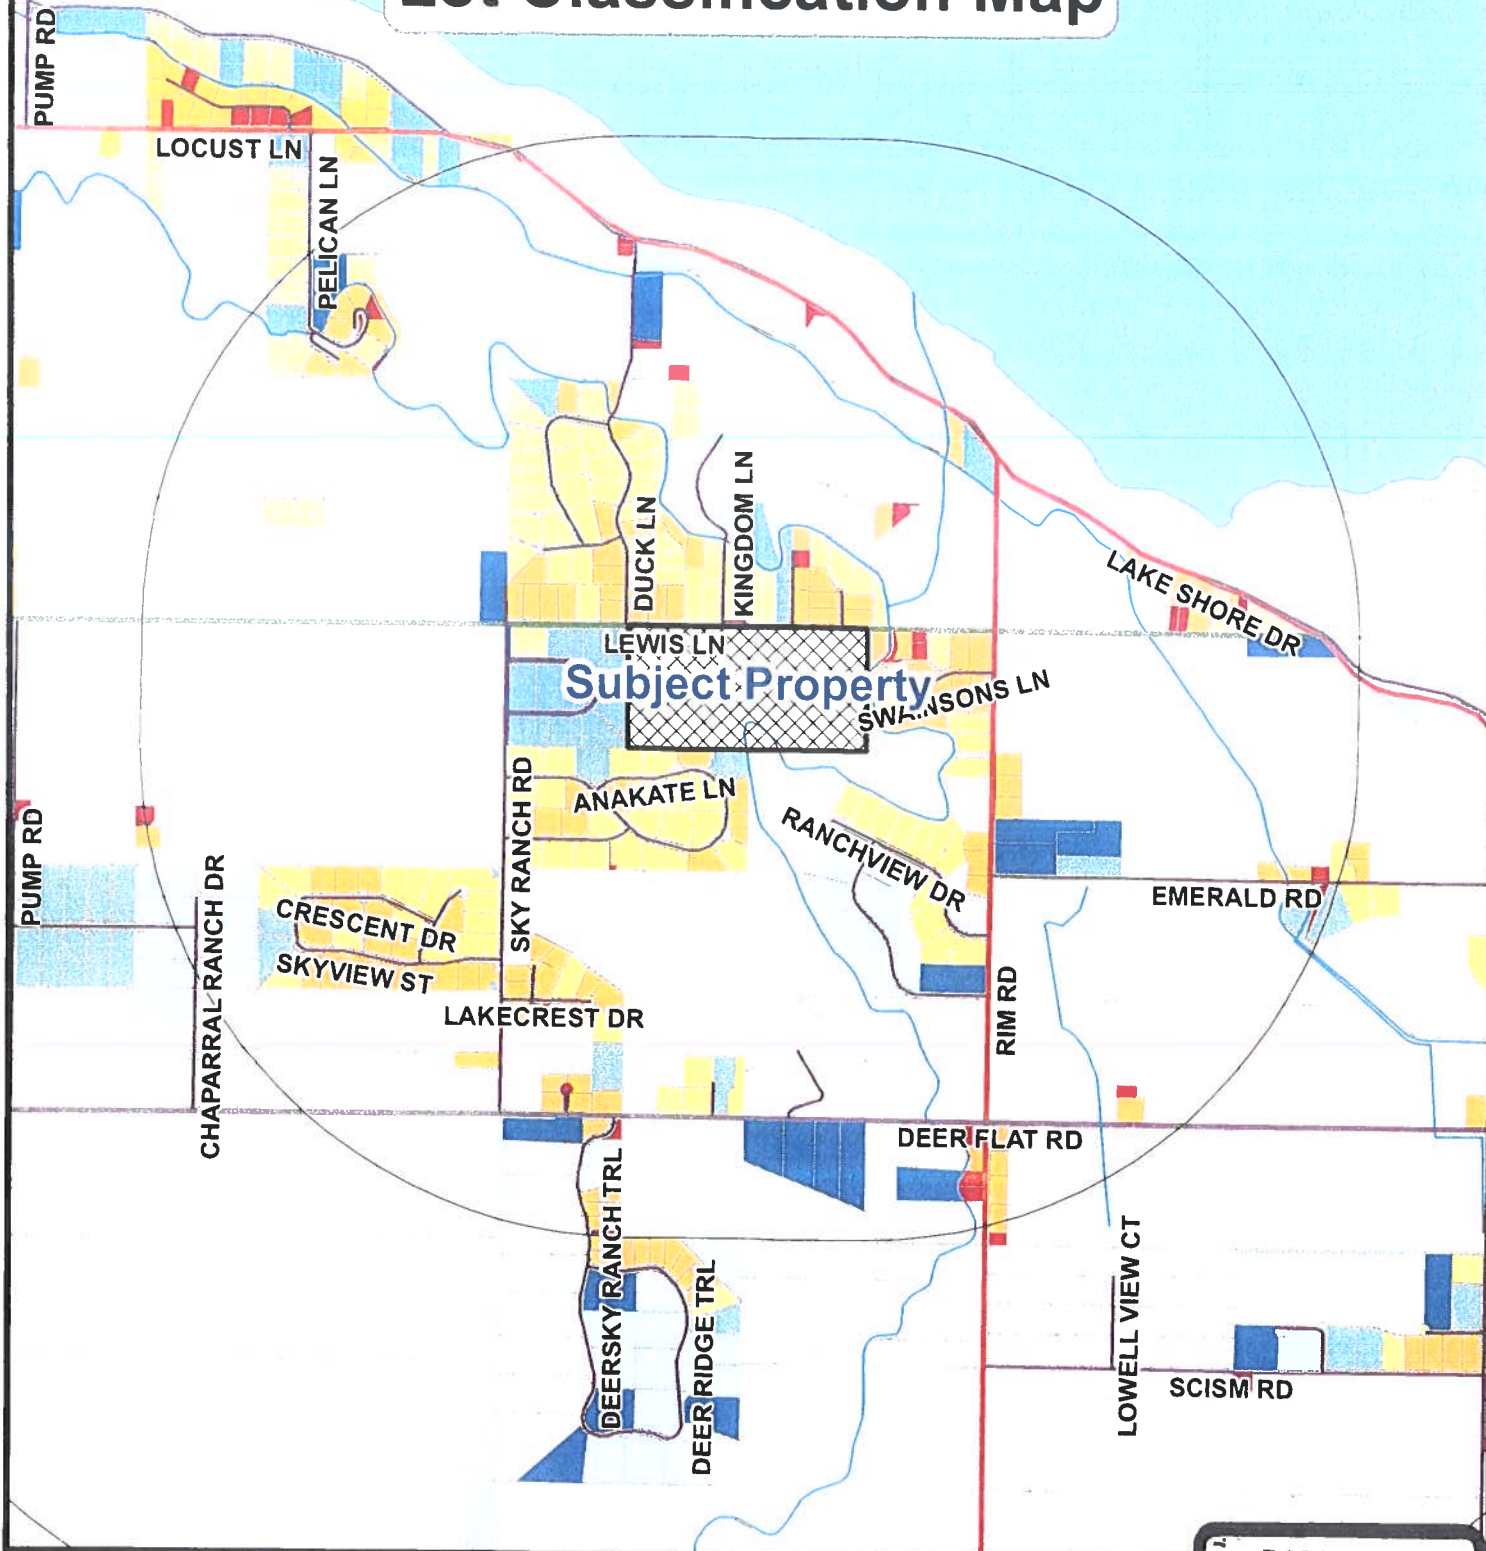 PUMP RD
LOCUST LN
PELICAN LN
DUCK LN
KINGDOM LN
LAKE SHORE DR
LEWIS LN
Subject Property
SWAINSONS LN
SKY RANCH RD
ANAKATE LN
RANCHVIEW DR
PUMP RD
CHAPARRAL RANCH DR
CRESCENT DR
SKYVIEW ST
EMERALD RD
LAKECREST DR
RIM RD
DEER FLAT RD
DEERSKY RANCH TRL
DEER RIDGE TRL
LOWELL VIEW CT
SCISM RD